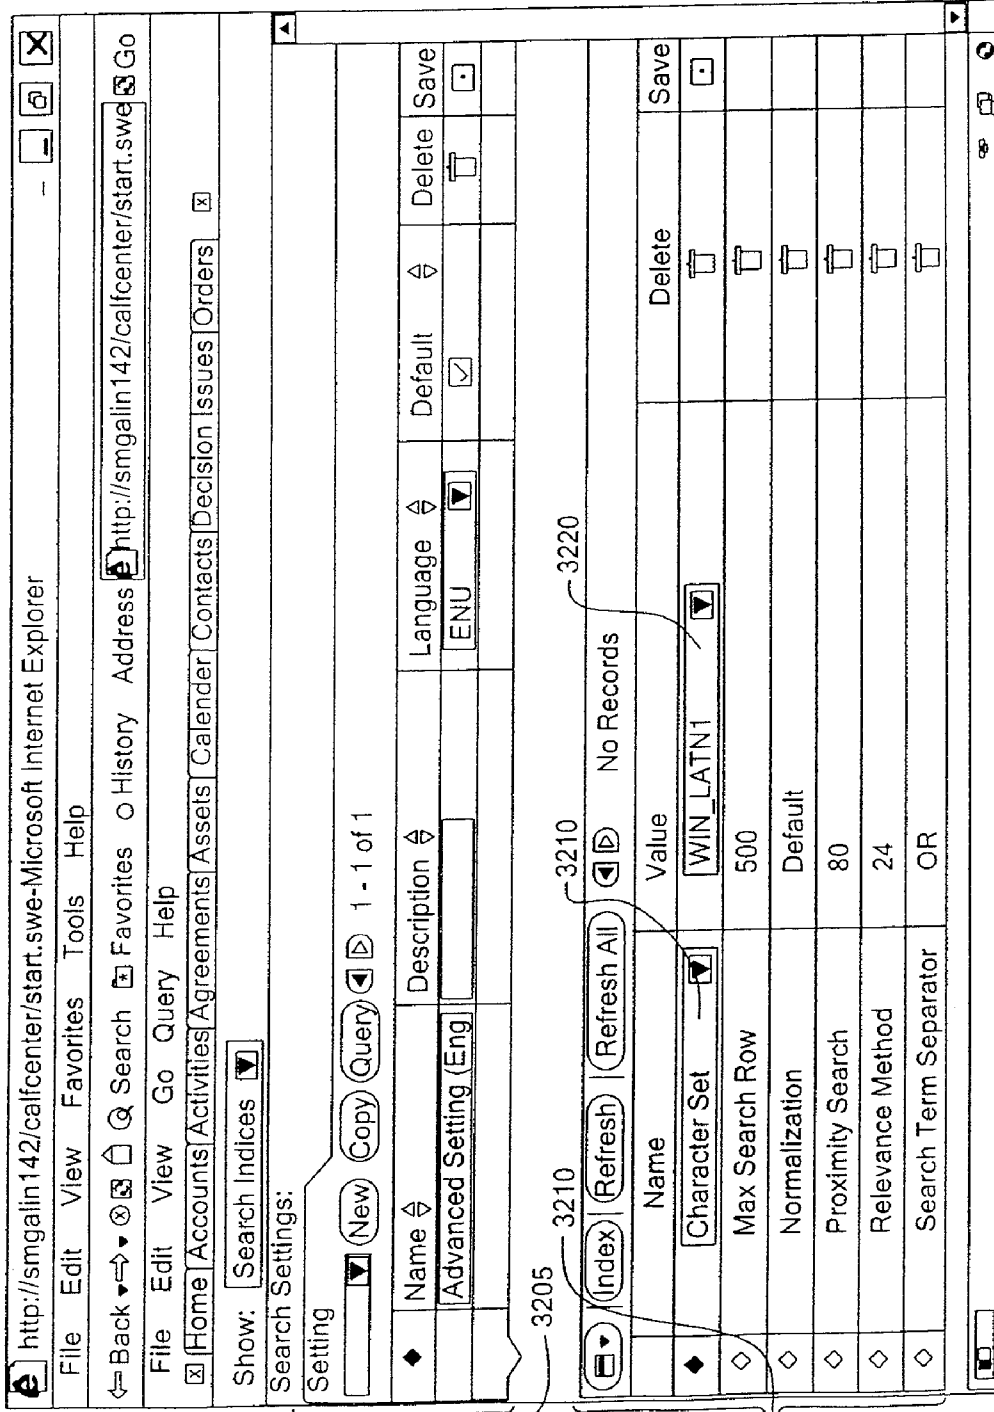 http://smgalin142/calfcenter/start.swe-Microsoft Internet Explorer
File Edit View Favorites Tools Help
Back Search Favorites History Address http://smgalin142/calfcenter/start.swe Go
File Edit View Go Query Help
Home Accounts Activities Agreements Assets Calender Contacts Decision Issues Orders
Show: Search Indices
Search Settings:
Setting
New Copy Query 1 - 1 of 1
Name Description Language Default Delete Save
Advanced Setting (Eng ENU
3205
3210
3210
3220
Index Refresh Refresh All No Records
Name Value Delete Save
Character Set WIN_LATN1
Max Search Row 500
Normalization Default
Proximity Search 80
Relevance Method 24
Search Term Separator OR